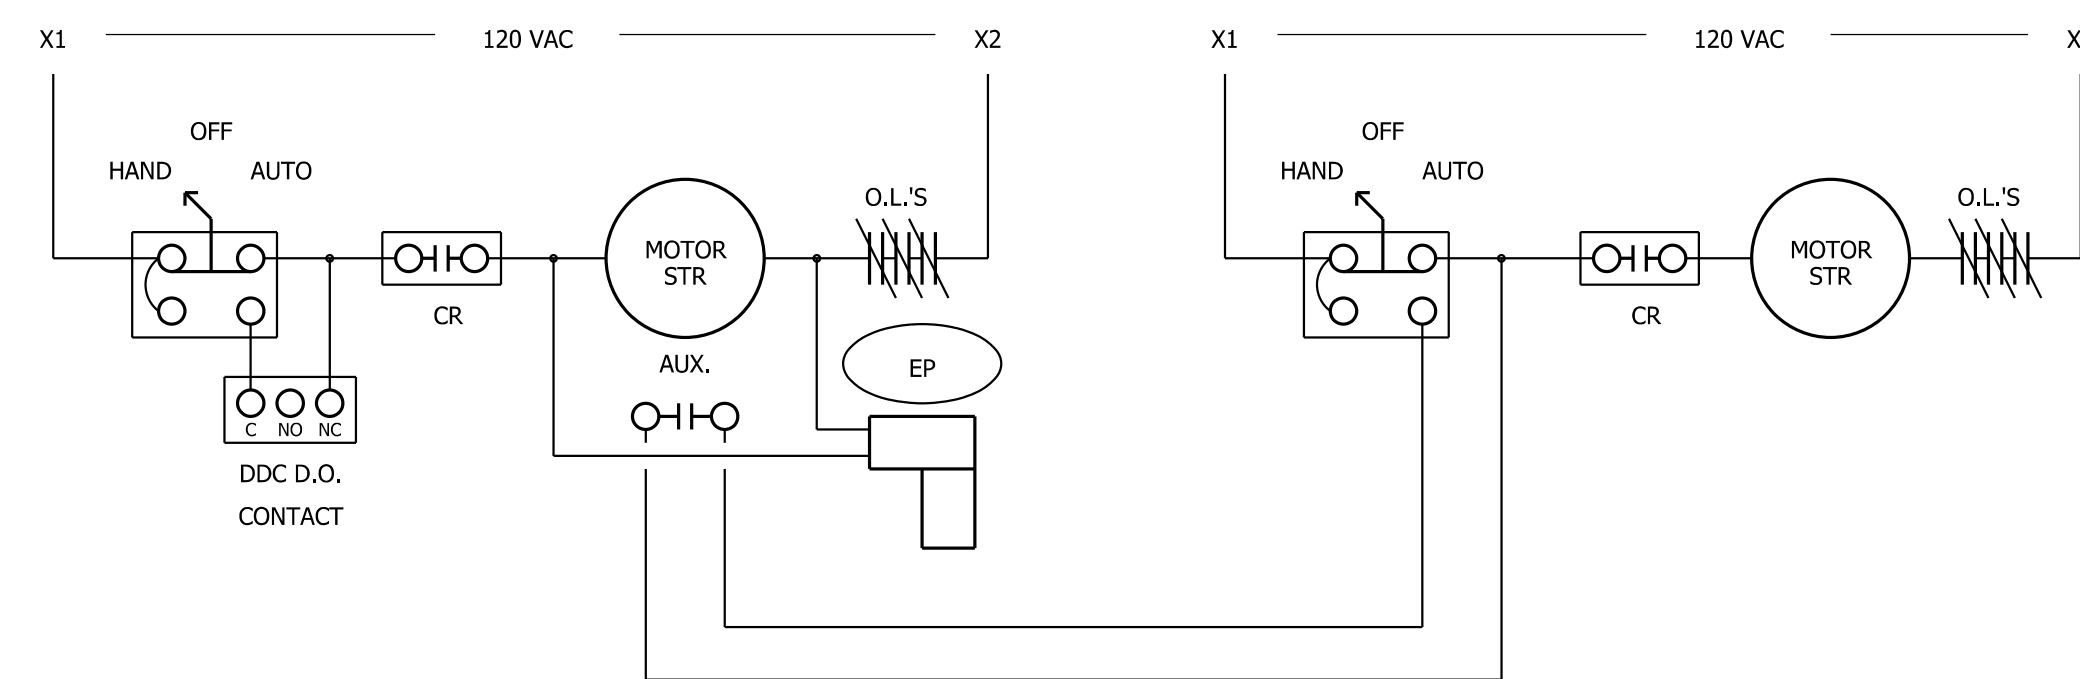 X1 120 VAC X2
OFF
HAND AUTO
O.L.'S
MOTOR
STR
CR
AUX.
EP
C NO NC
DDC D.O.
CONTACT
X1 120 VAC X
OFF
HAND AUTO
O.L.'S
MOTOR
STR
CR